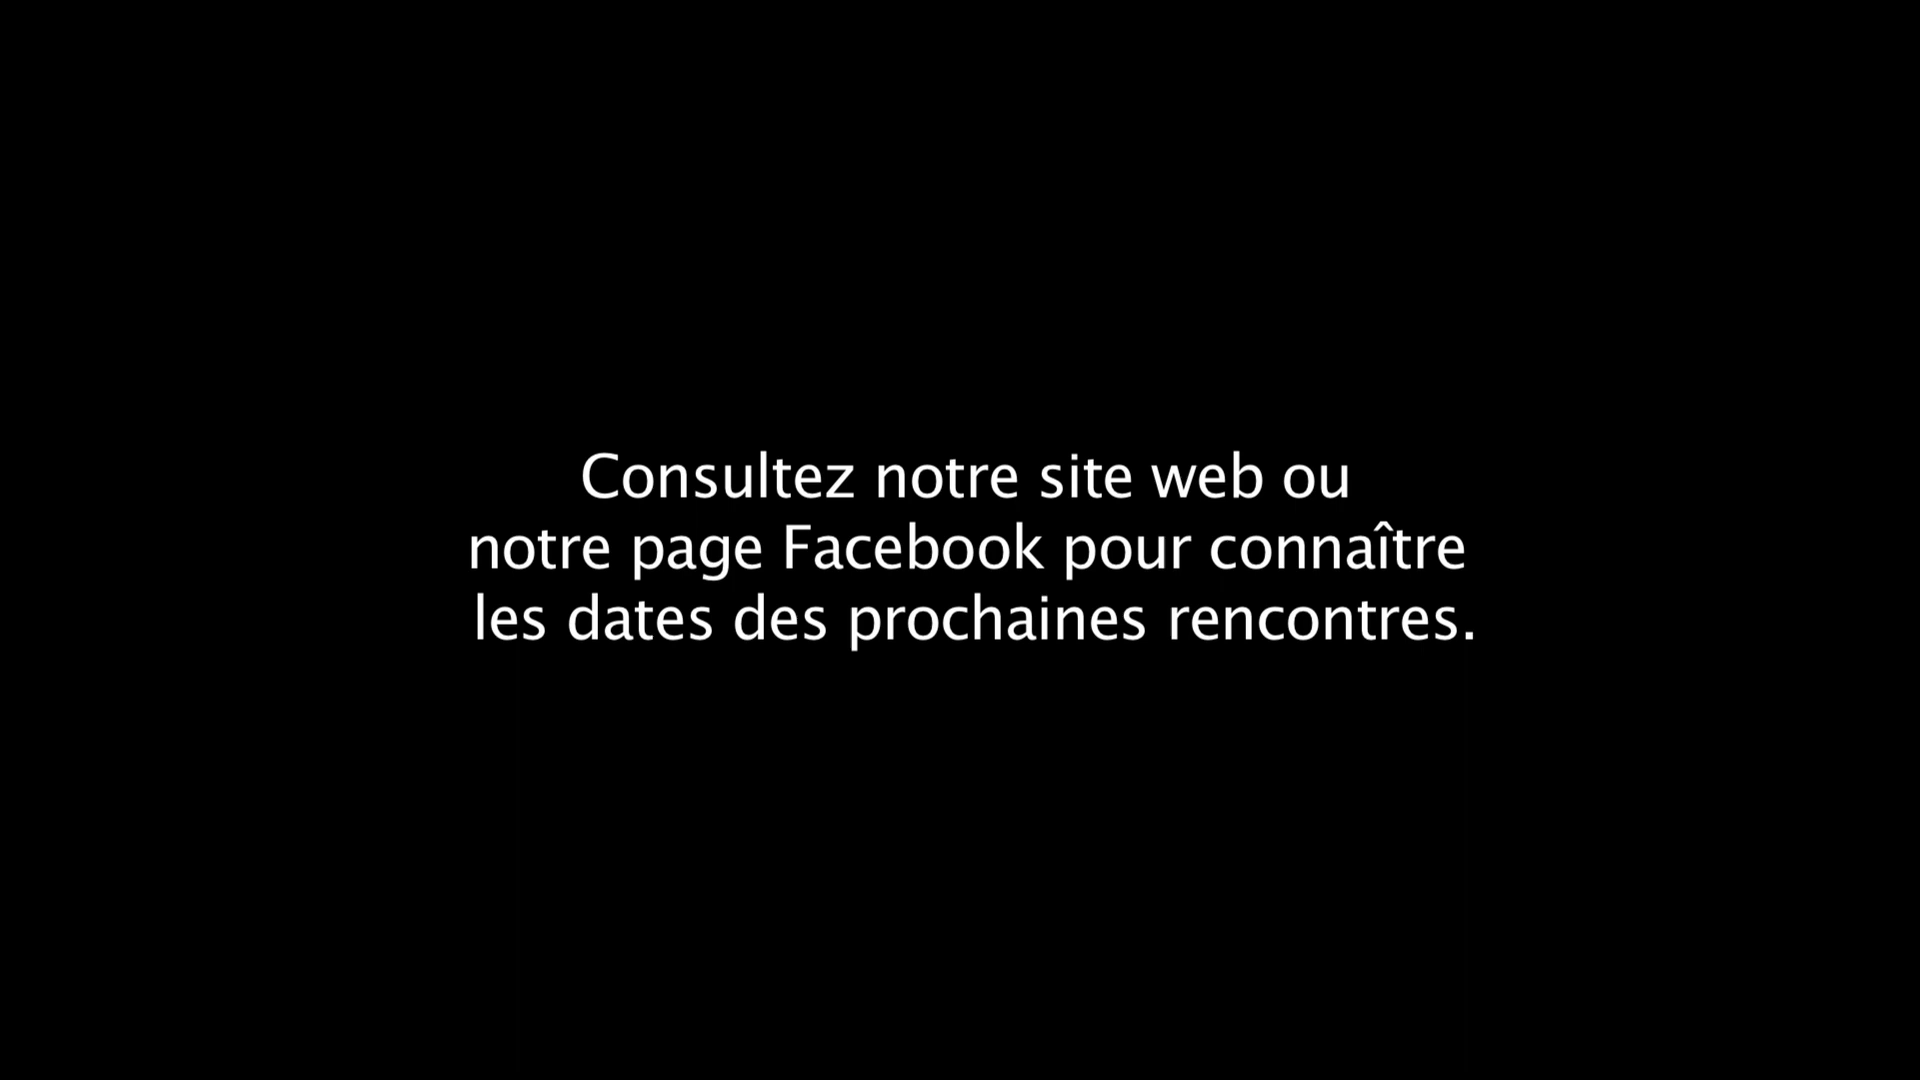 Consultez notre site web ou
notre page Facebook pour connaître
les dates des prochaines rencontres.